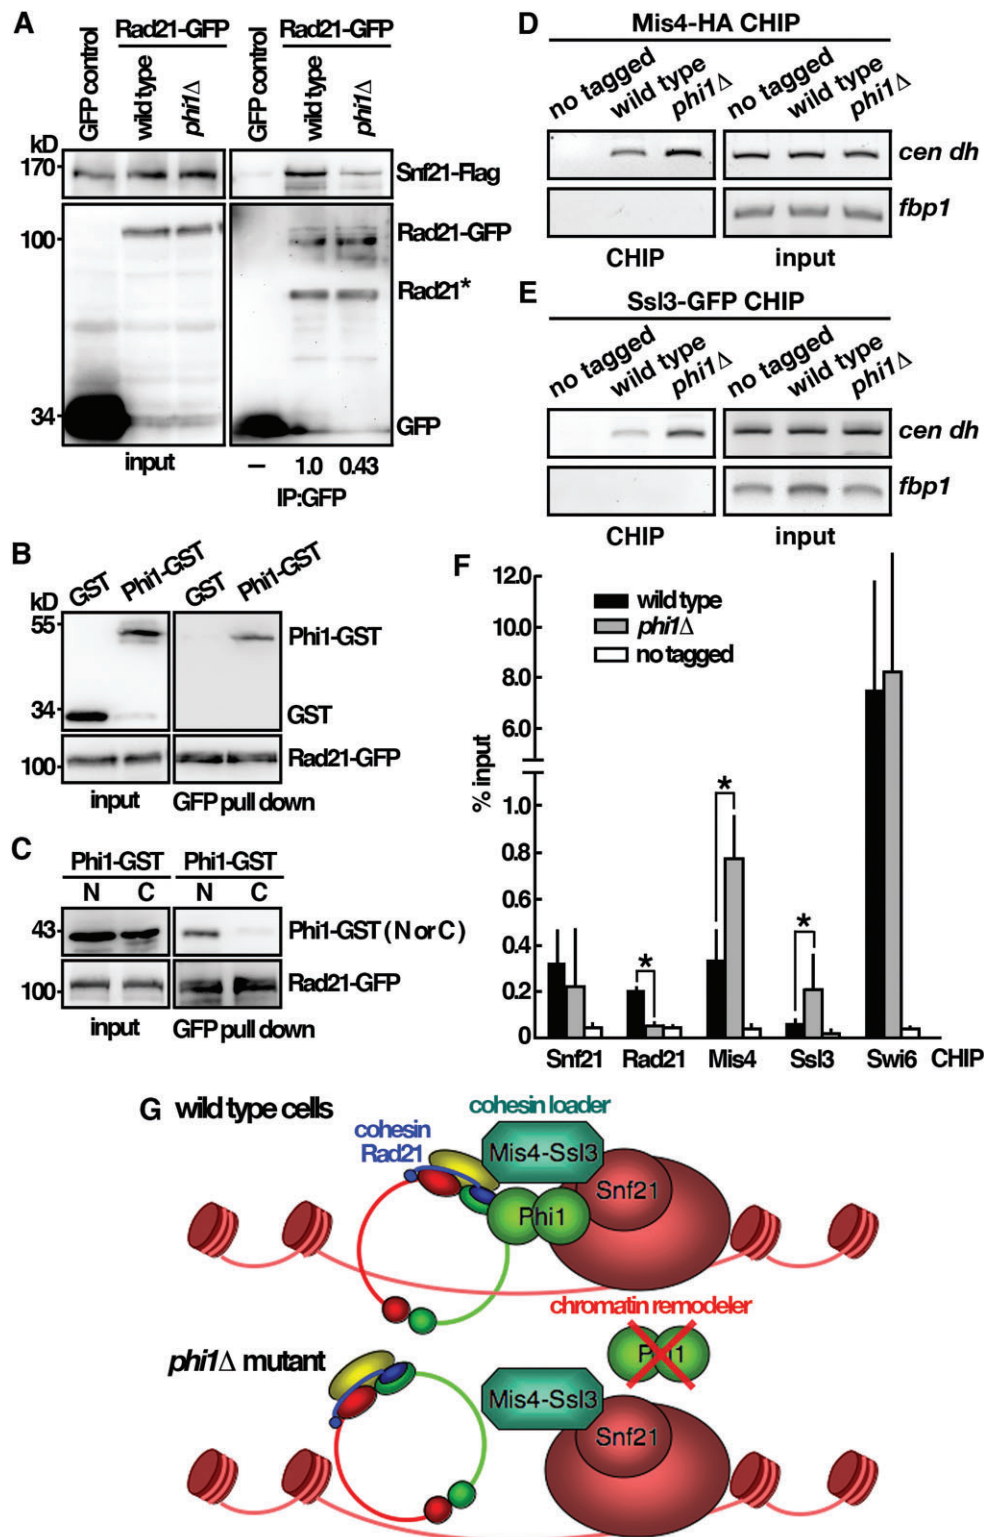 A
GFP control
Rad21-GFP
wild type
phi1Δ
GFP control
Rad21-GFP
wild type
phi1Δ
kD
170
Snf21-Flag
100
Rad21-GFP
Rad21*
34
GFP
input
– 1.0 0.43
IP:GFP
B
GST
Phi1-GST
GST
Phi1-GST
kD
55
Phi1-GST
34
GST
100
Rad21-GFP
input
GFP pull down
C
Phi1-GST
Phi1-GST
N C N C
43
Phi1-GST (N or C)
100
Rad21-GFP
input
GFP pull down
D
Mis4-HA CHIP
no tagged
wild type
phi1Δ
no tagged
wild type
phi1Δ
cen dh
fbp1
CHIP
input
E
Ssl3-GFP CHIP
no tagged
wild type
phi1Δ
no tagged
wild type
phi1Δ
cen dh
fbp1
CHIP
input
F
12.0
10.0
8.0
6.0
1.0
0.8
0.4
0.2
0
% input
wild type
phi1Δ
no tagged
*
*
*
Snf21 Rad21 Mis4 Ssl3 Swi6 CHIP
G wild type cells
cohesin loader
cohesin
Rad21
Mis4-Ssl3
Snf21
Phi1
chromatin remodeler
Phi1
phi1Δ mutant
Mis4-Ssl3
Snf21